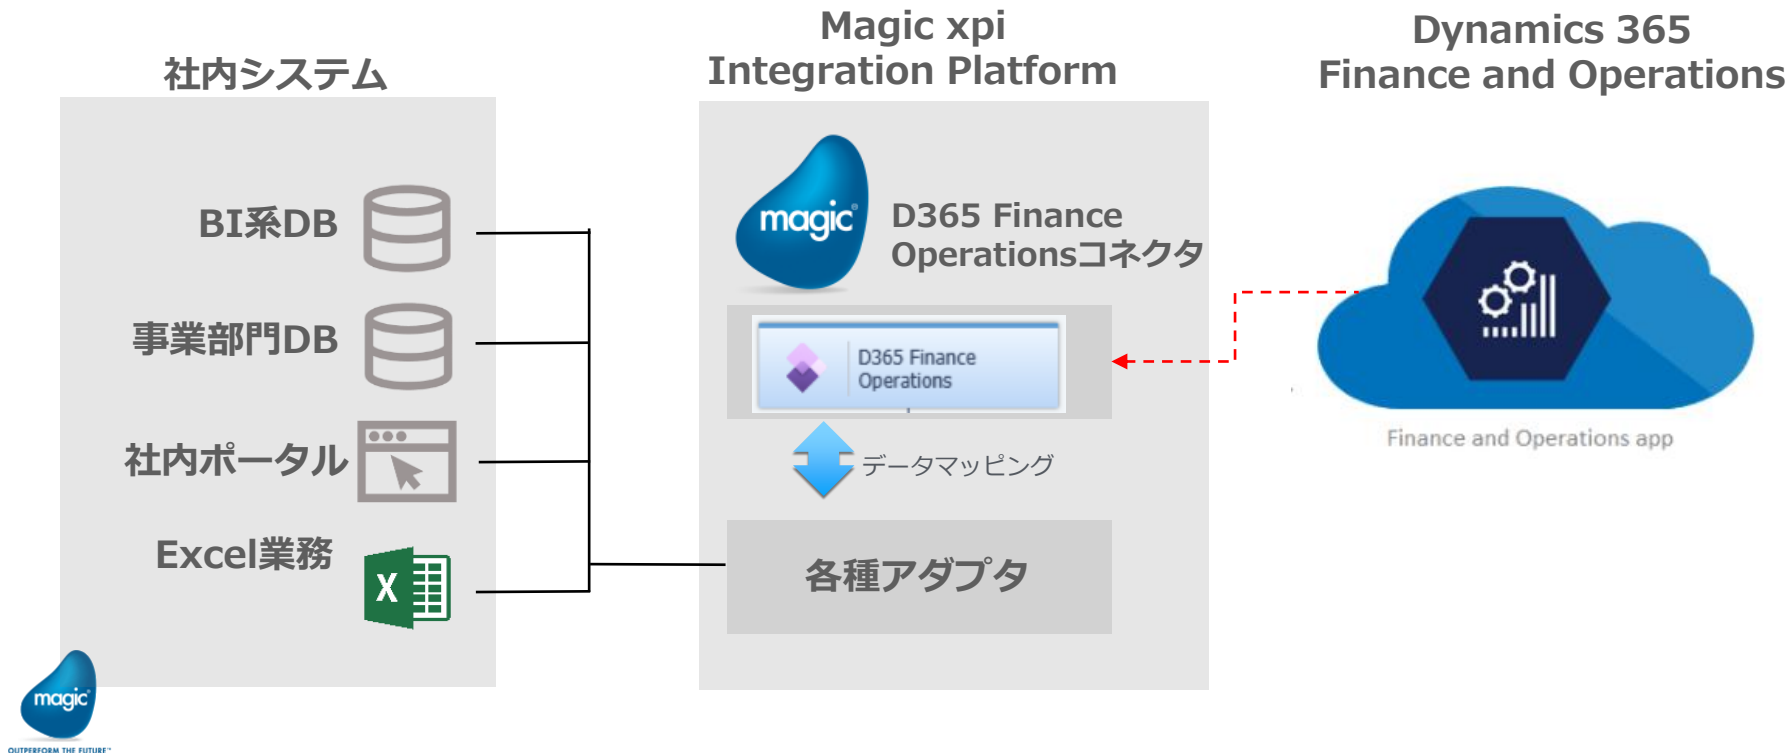 社内システム
Magic xpi
Integration Platform
Dynamics 365
Finance and Operations
BI系DB
事業部門DB
社内ポータル
Excel業務
X
magic
D365 Finance
Operationsコネクタ
D365 Finance
Operations
データマッピング
各種アダプタ
Finance and Operations app
magic
OUTPERFORM THE FUTURE™